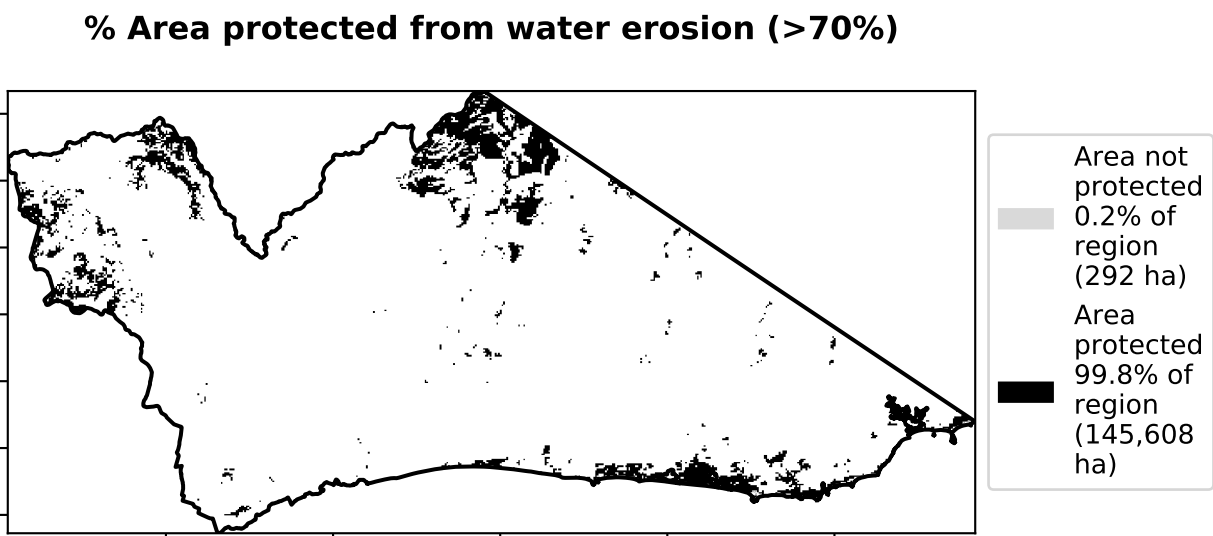 % Area protected from water erosion (>70%)
Area not
protected
0.2% of
region
(292 ha)
Area
protected
99.8% of
region
(145,608
ha)